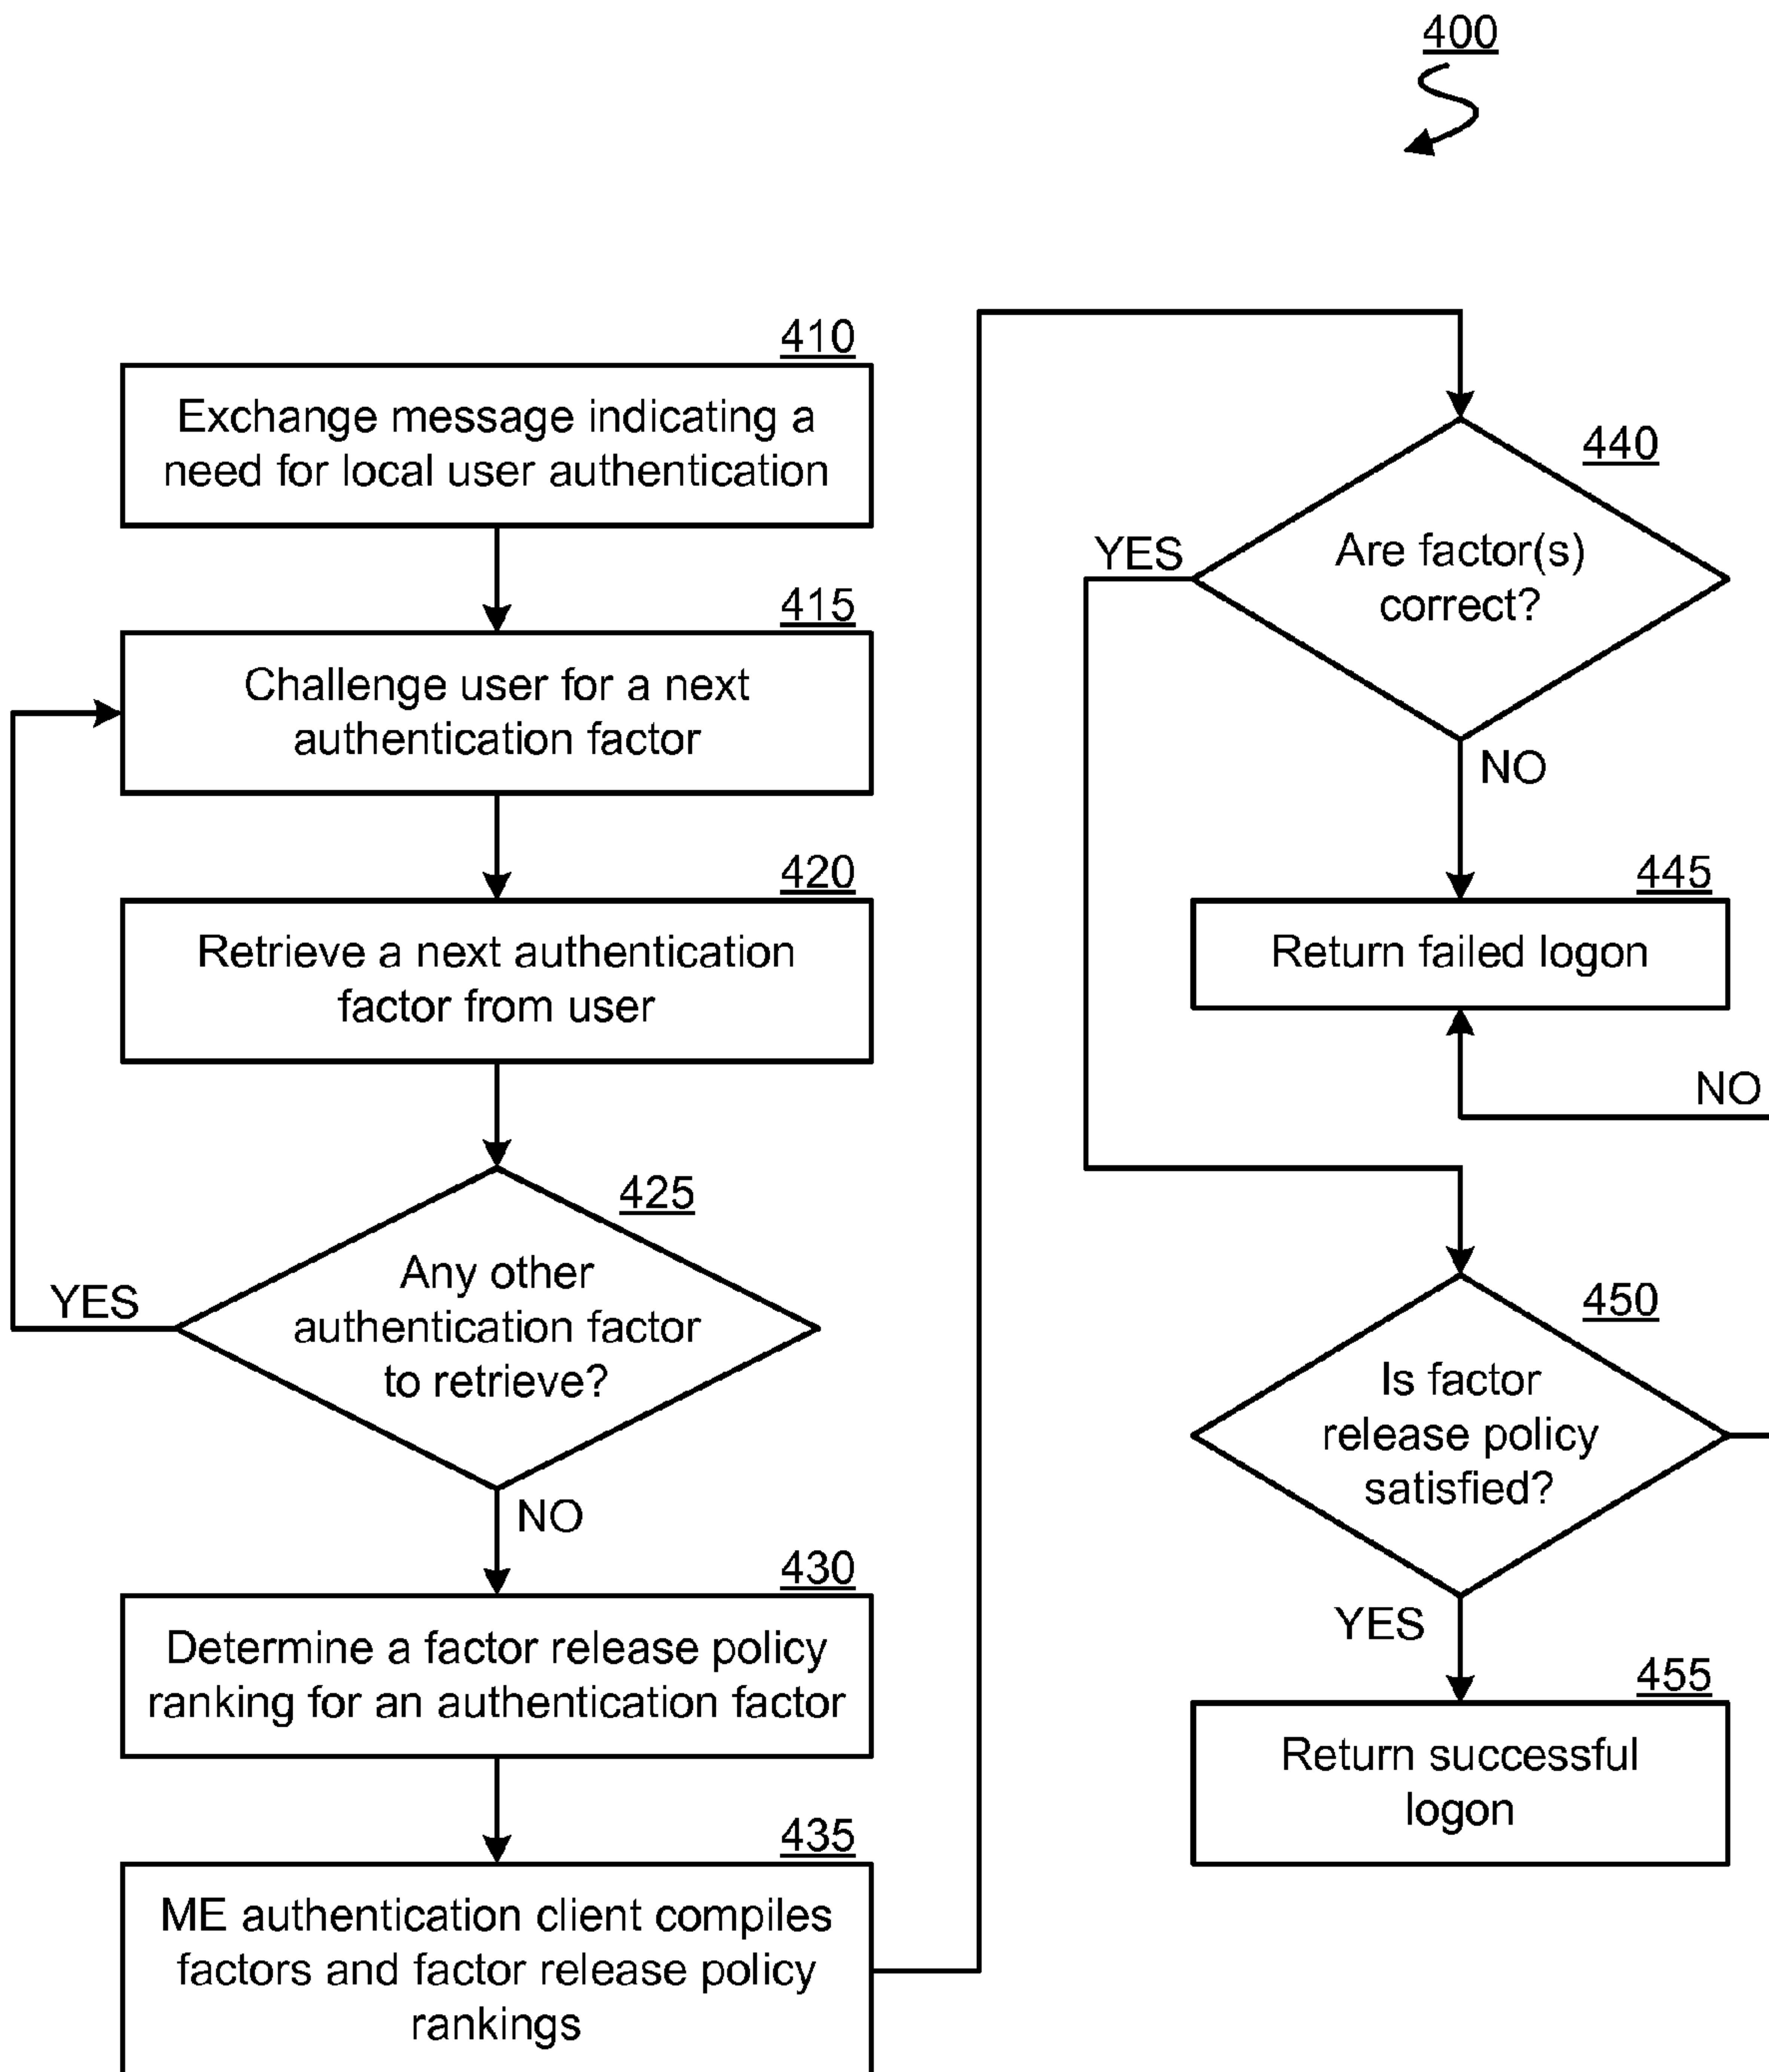 400
410
Exchange message indicating a
need for local user authentication
415
Challenge user for a next
authentication factor
420
Retrieve a next authentication
factor from user
425
Any other
authentication factor
to retrieve?
YES
NO
430
Determine a factor release policy
ranking for an authentication factor
435
ME authentication client compiles
factors and factor release policy
rankings
440
Are factor(s)
correct?
YES
NO
445
Return failed logon
NO
450
Is factor
release policy
satisfied?
YES
455
Return successful
logon